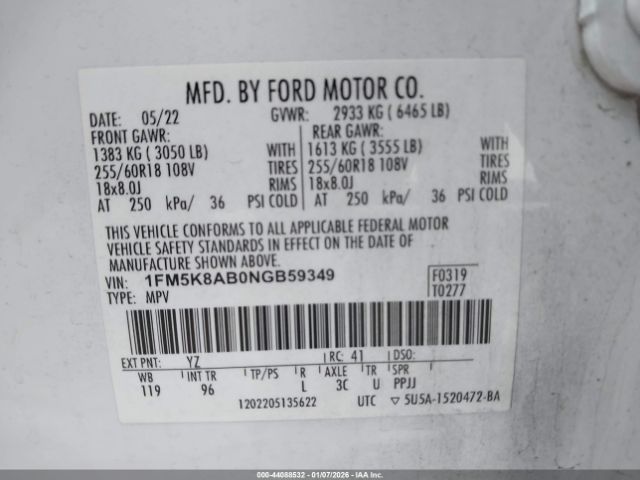 MFD. BY FORD MOTOR CO.
DATE: 05/22 GVWR: 2933 KG ( 6465 LB)
FRONT GAWR: REAR GAWR:
1383 KG ( 3050 LB) WITH 1613 KG ( 3555 LB) WITH
255/60R18 108V TIRES 255/60R18 108V TIRES
18x8.0J RIMS 18x8.0J RIMS
AT 250 kPa/ 36 PSI COLD AT 250 kPa/ 36 PSI COLD
THIS VEHICLE CONFORMS TO ALL APPLICABLE FEDERAL MOTOR
VEHICLE SAFETY STANDARDS IN EFFECT ON THE DATE OF
MANUFACTURE SHOWN ABOVE.
VIN: 1FM5K8AB0NGB59349 F0319
TYPE: MPV T0277
EXT PNT: YZ RC: 41 DSO:
WB INT TR TP/PS R AXLE TR SPR
119 96 L 3C U PPJJ
1202205135622 UTC ▽ 5U5A-1520472-BA
000-44088532 | 01/07/2026 | IAA Inc.